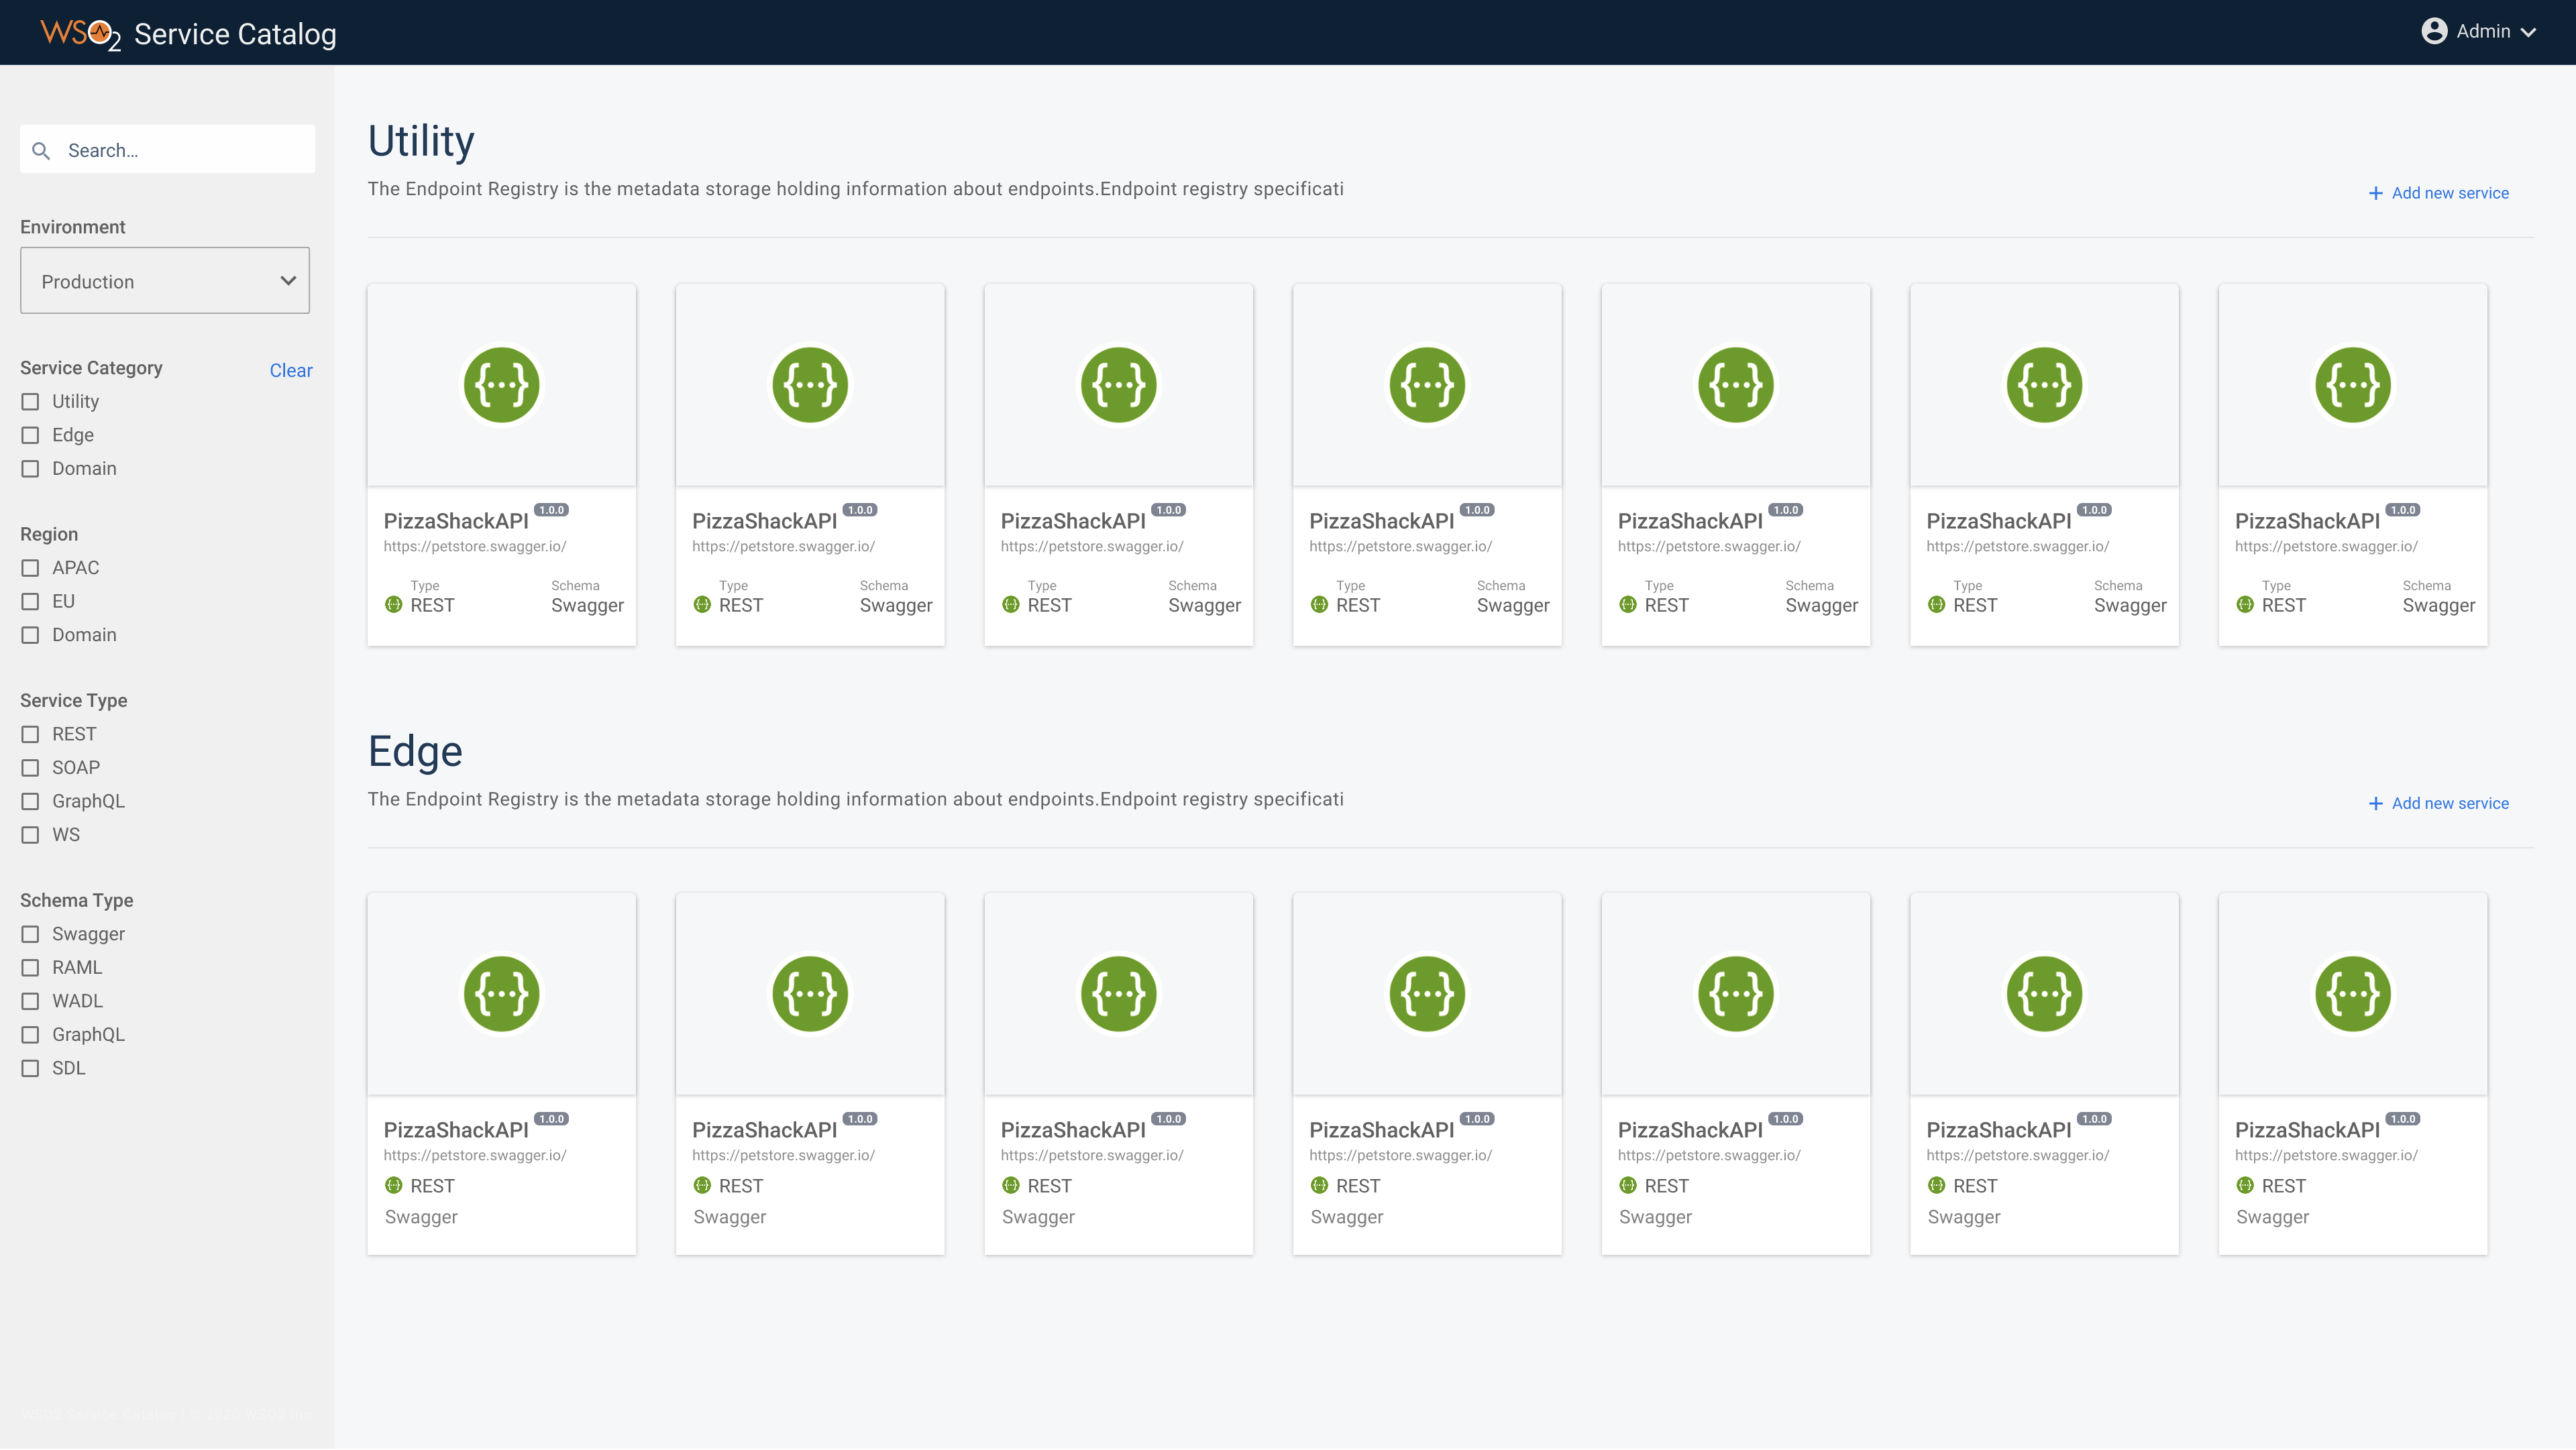 WSO2 Service Catalog
Admin
Search...
Environment
Production
Service Category Clear
Utility
Edge
Domain
Region
APAC
EU
Domain
Service Type
REST
SOAP
GraphQL
WS
Schema Type
Swagger
RAML
WADL
GraphQL
SDL
Utility
The Endpoint Registry is the metadata storage holding information about endpoints.Endpoint registry specificati
+ Add new service
{···} {···} {···} {···} {···} {···} {···}
PizzaShackAPI 1.0.0 PizzaShackAPI 1.0.0 PizzaShackAPI 1.0.0 PizzaShackAPI 1.0.0 PizzaShackAPI 1.0.0 PizzaShackAPI 1.0.0 PizzaShackAPI 1.0.0
https://petstore.swagger.io/ https://petstore.swagger.io/ https://petstore.swagger.io/ https://petstore.swagger.io/ https://petstore.swagger.io/ https://petstore.swagger.io/ https://petstore.swagger.io/
Type Schema Type Schema Type Schema Type Schema Type Schema Type Schema Type Schema
REST Swagger REST Swagger REST Swagger REST Swagger REST Swagger REST Swagger REST Swagger
Edge
The Endpoint Registry is the metadata storage holding information about endpoints.Endpoint registry specificati
+ Add new service
{···} {···} {···} {···} {···} {···} {···}
PizzaShackAPI 1.0.0 PizzaShackAPI 1.0.0 PizzaShackAPI 1.0.0 PizzaShackAPI 1.0.0 PizzaShackAPI 1.0.0 PizzaShackAPI 1.0.0 PizzaShackAPI 1.0.0
https://petstore.swagger.io/ https://petstore.swagger.io/ https://petstore.swagger.io/ https://petstore.swagger.io/ https://petstore.swagger.io/ https://petstore.swagger.io/ https://petstore.swagger.io/
REST REST REST REST REST REST REST
Swagger Swagger Swagger Swagger Swagger Swagger Swagger